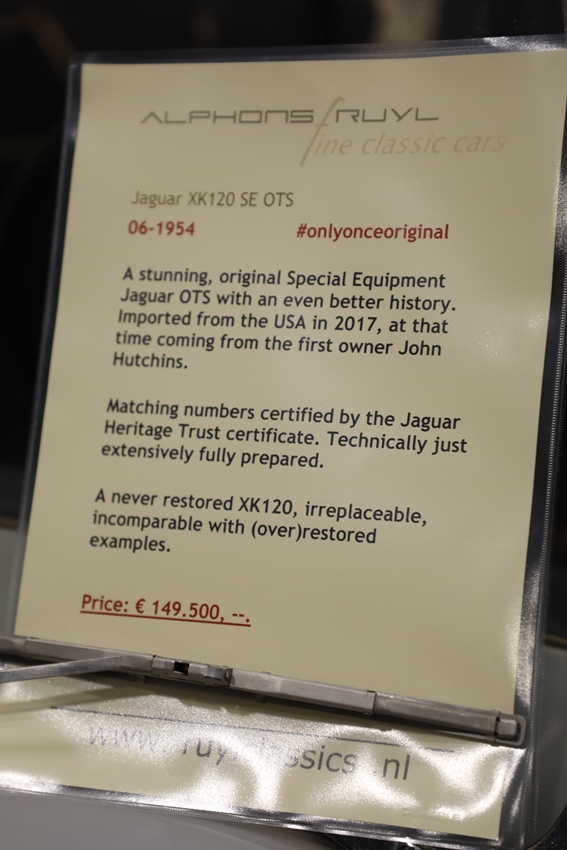 ALPHONS RUYL
fine classic cars
Jaguar XK120 SE OTS
06-1954 #onlyonceoriginal
A stunning, original Special Equipment
Jaguar OTS with an even better history.
Imported from the USA in 2017, at that
time coming from the first owner John
Hutchins.
Matching numbers certified by the Jaguar
Heritage Trust certificate. Technically just
extensively fully prepared.
A never restored XK120, irreplaceable,
incomparable with (over)restored
examples.
Price: € 149.500, --.